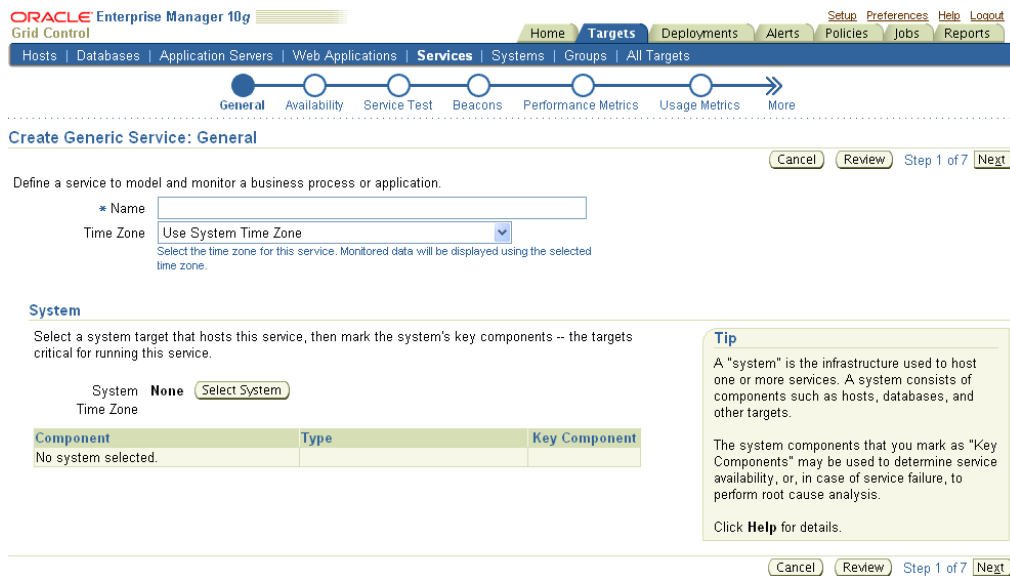 ORACLE Enterprise Manager 10g
Grid Control
Setup Preferences Help Logout
Home Targets Deployments Alerts Policies Jobs Reports
Hosts | Databases | Application Servers | Web Applications | Services | Systems | Groups | All Targets
General Availability Service Test Beacons Performance Metrics Usage Metrics More
Create Generic Service: General
Cancel Review Step 1 of 7 Next
Define a service to model and monitor a business process or application.
* Name
Time Zone Use System Time Zone
Select the time zone for this service. Monitored data will be displayed using the selected
time zone.
System
Select a system target that hosts this service, then mark the system's key components -- the targets
critical for running this service.
System None Select System
Time Zone
Component Type Key Component
No system selected.
Tip
A "system" is the infrastructure used to host
one or more services. A system consists of
components such as hosts, databases, and
other targets.
The system components that you mark as "Key
Components" may be used to determine service
availability, or, in case of service failure, to
perform root cause analysis.
Click Help for details.
Cancel Review Step 1 of 7 Next